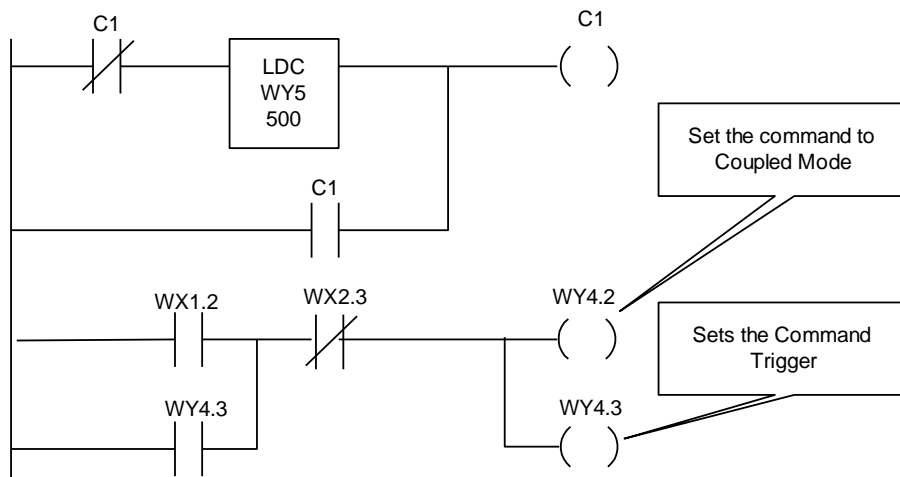 C1
C1
LDC
WY5
500
Set the command to
Coupled Mode
C1
WX1.2
WX2.3
WY4.2
Sets the Command
Trigger
WY4.3
WY4.3